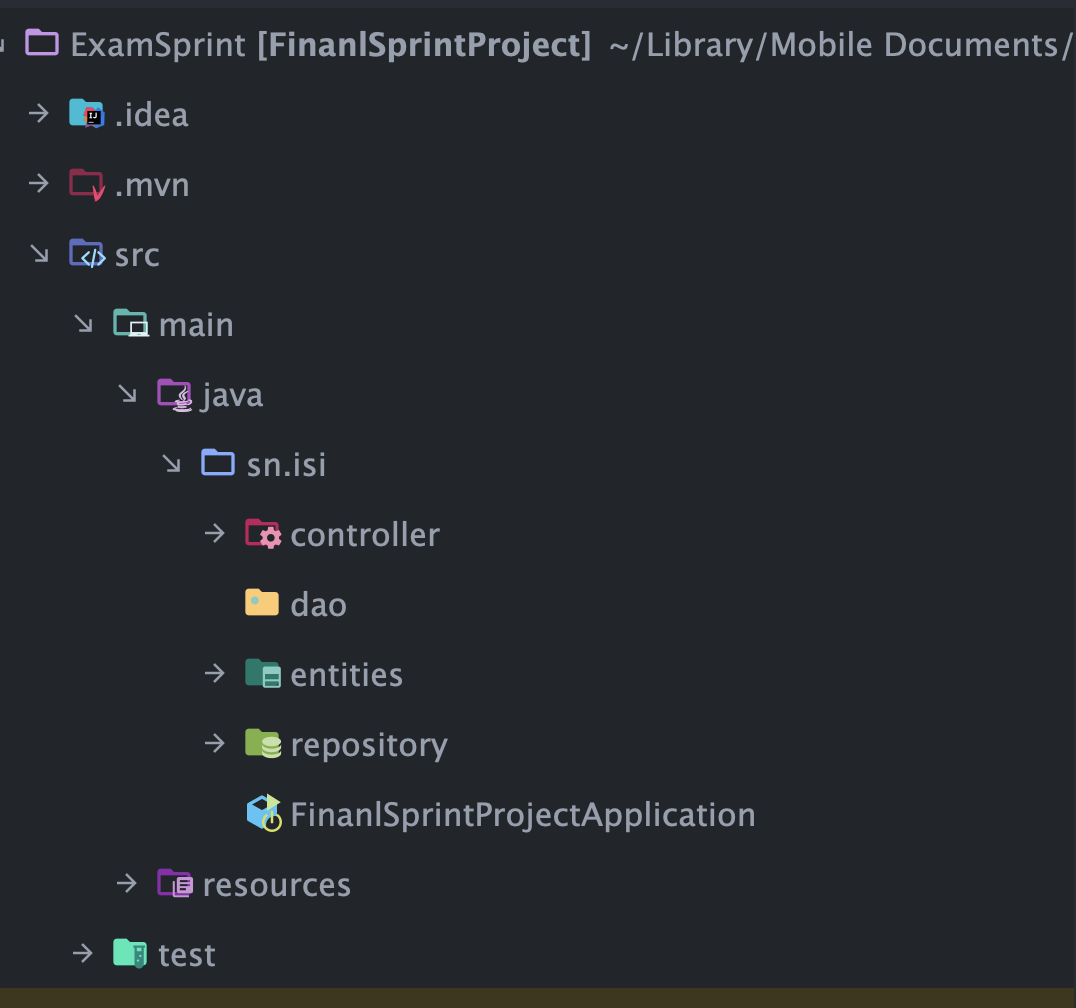 ExamSprint [FinanlSprintProject] ~/Library/Mobile Documents/
.idea
.mvn
src
main
java
sn.isi
controller
dao
entities
repository
FinanlSprintProjectApplication
resources
test